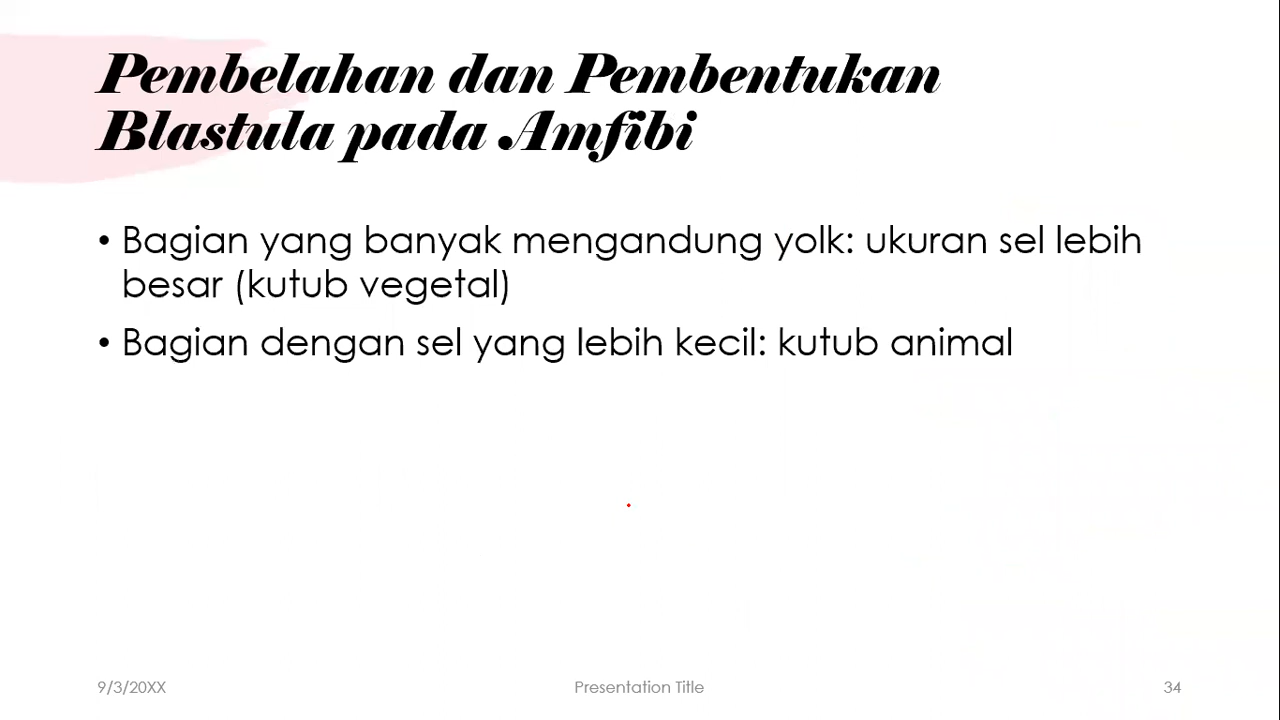 Pembelahan dan Pembentukan
Blastula pada Amfibi
• Bagian yang banyak mengandung yolk: ukuran sel lebih
besar (kutub vegetal)
• Bagian dengan sel yang lebih kecil: kutub animal
9/3/20XX
Presentation Title
34